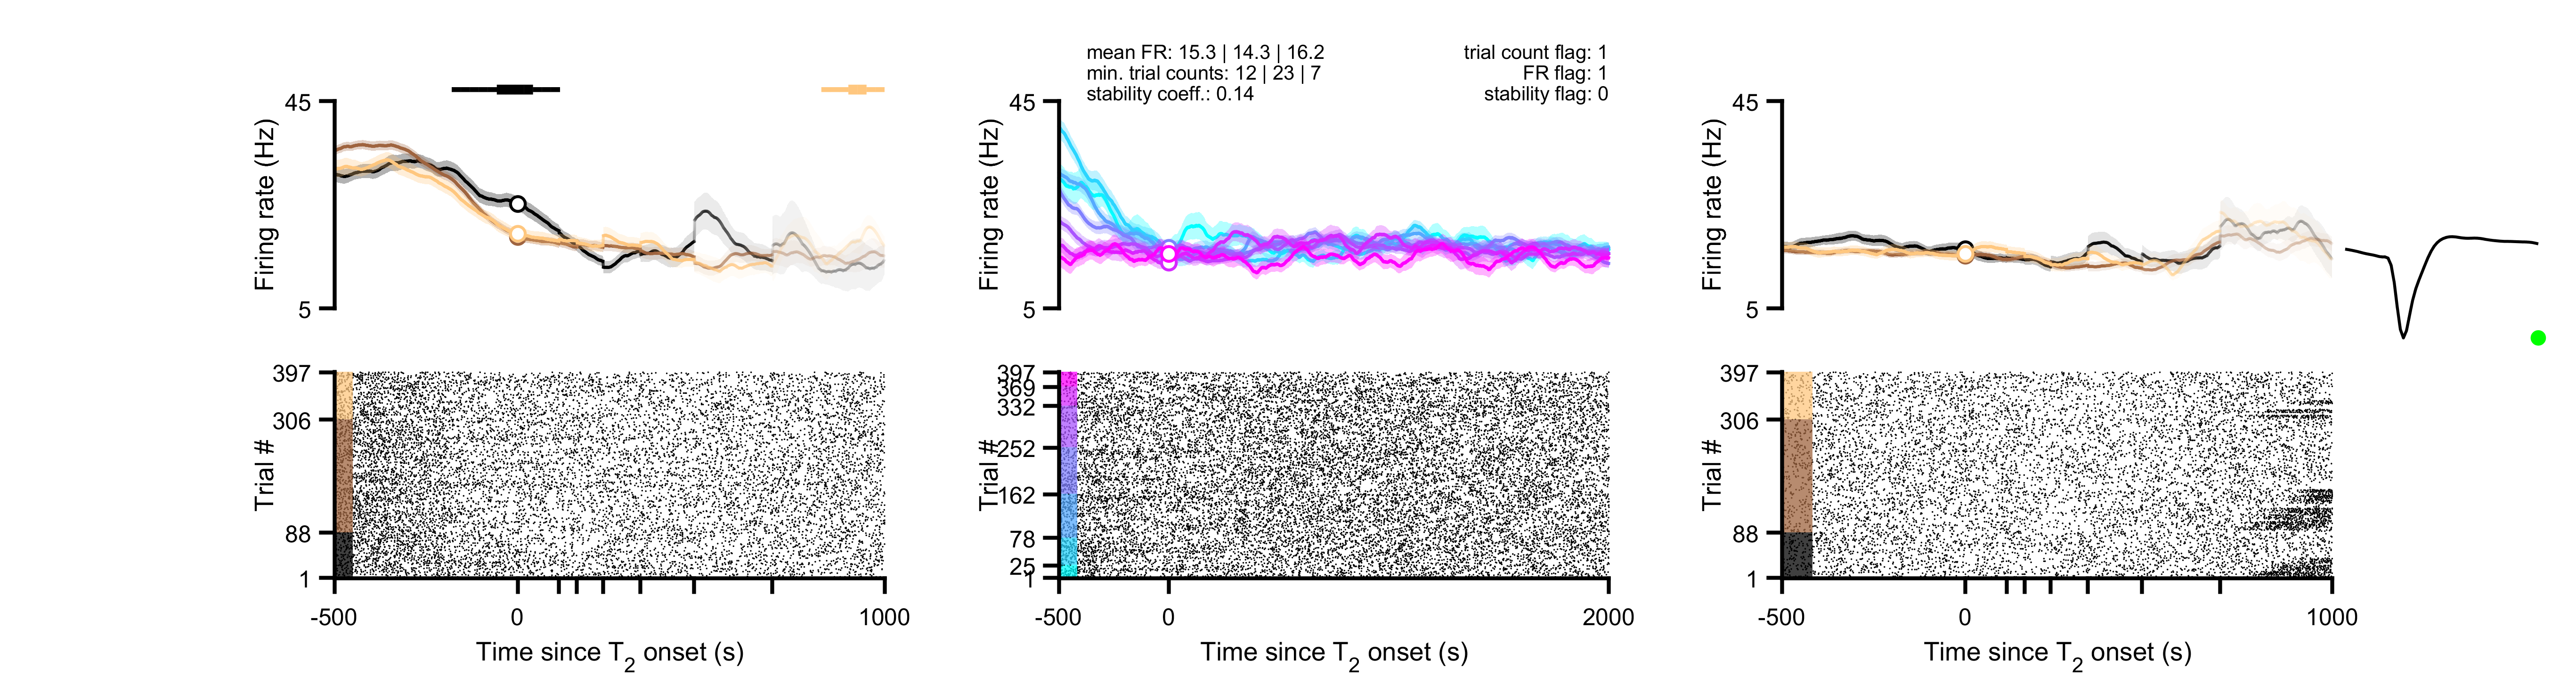 mean FR: 15.3 | 14.3 | 16.2
min. trial counts: 12 | 23 | 7
stability coeff.: 0.14
trial count flag: 1
FR flag: 1
stability flag: 0
45
5
Firing rate (Hz)
397
306
88
1
Trial #
-500
0
1000
Time since T2 onset (s)
45
5
Firing rate (Hz)
397
369
332
252
162
78
25
1
Trial #
-500
0
2000
Time since T2 onset (s)
45
5
Firing rate (Hz)
397
306
88
1
Trial #
-500
0
1000
Time since T2 onset (s)